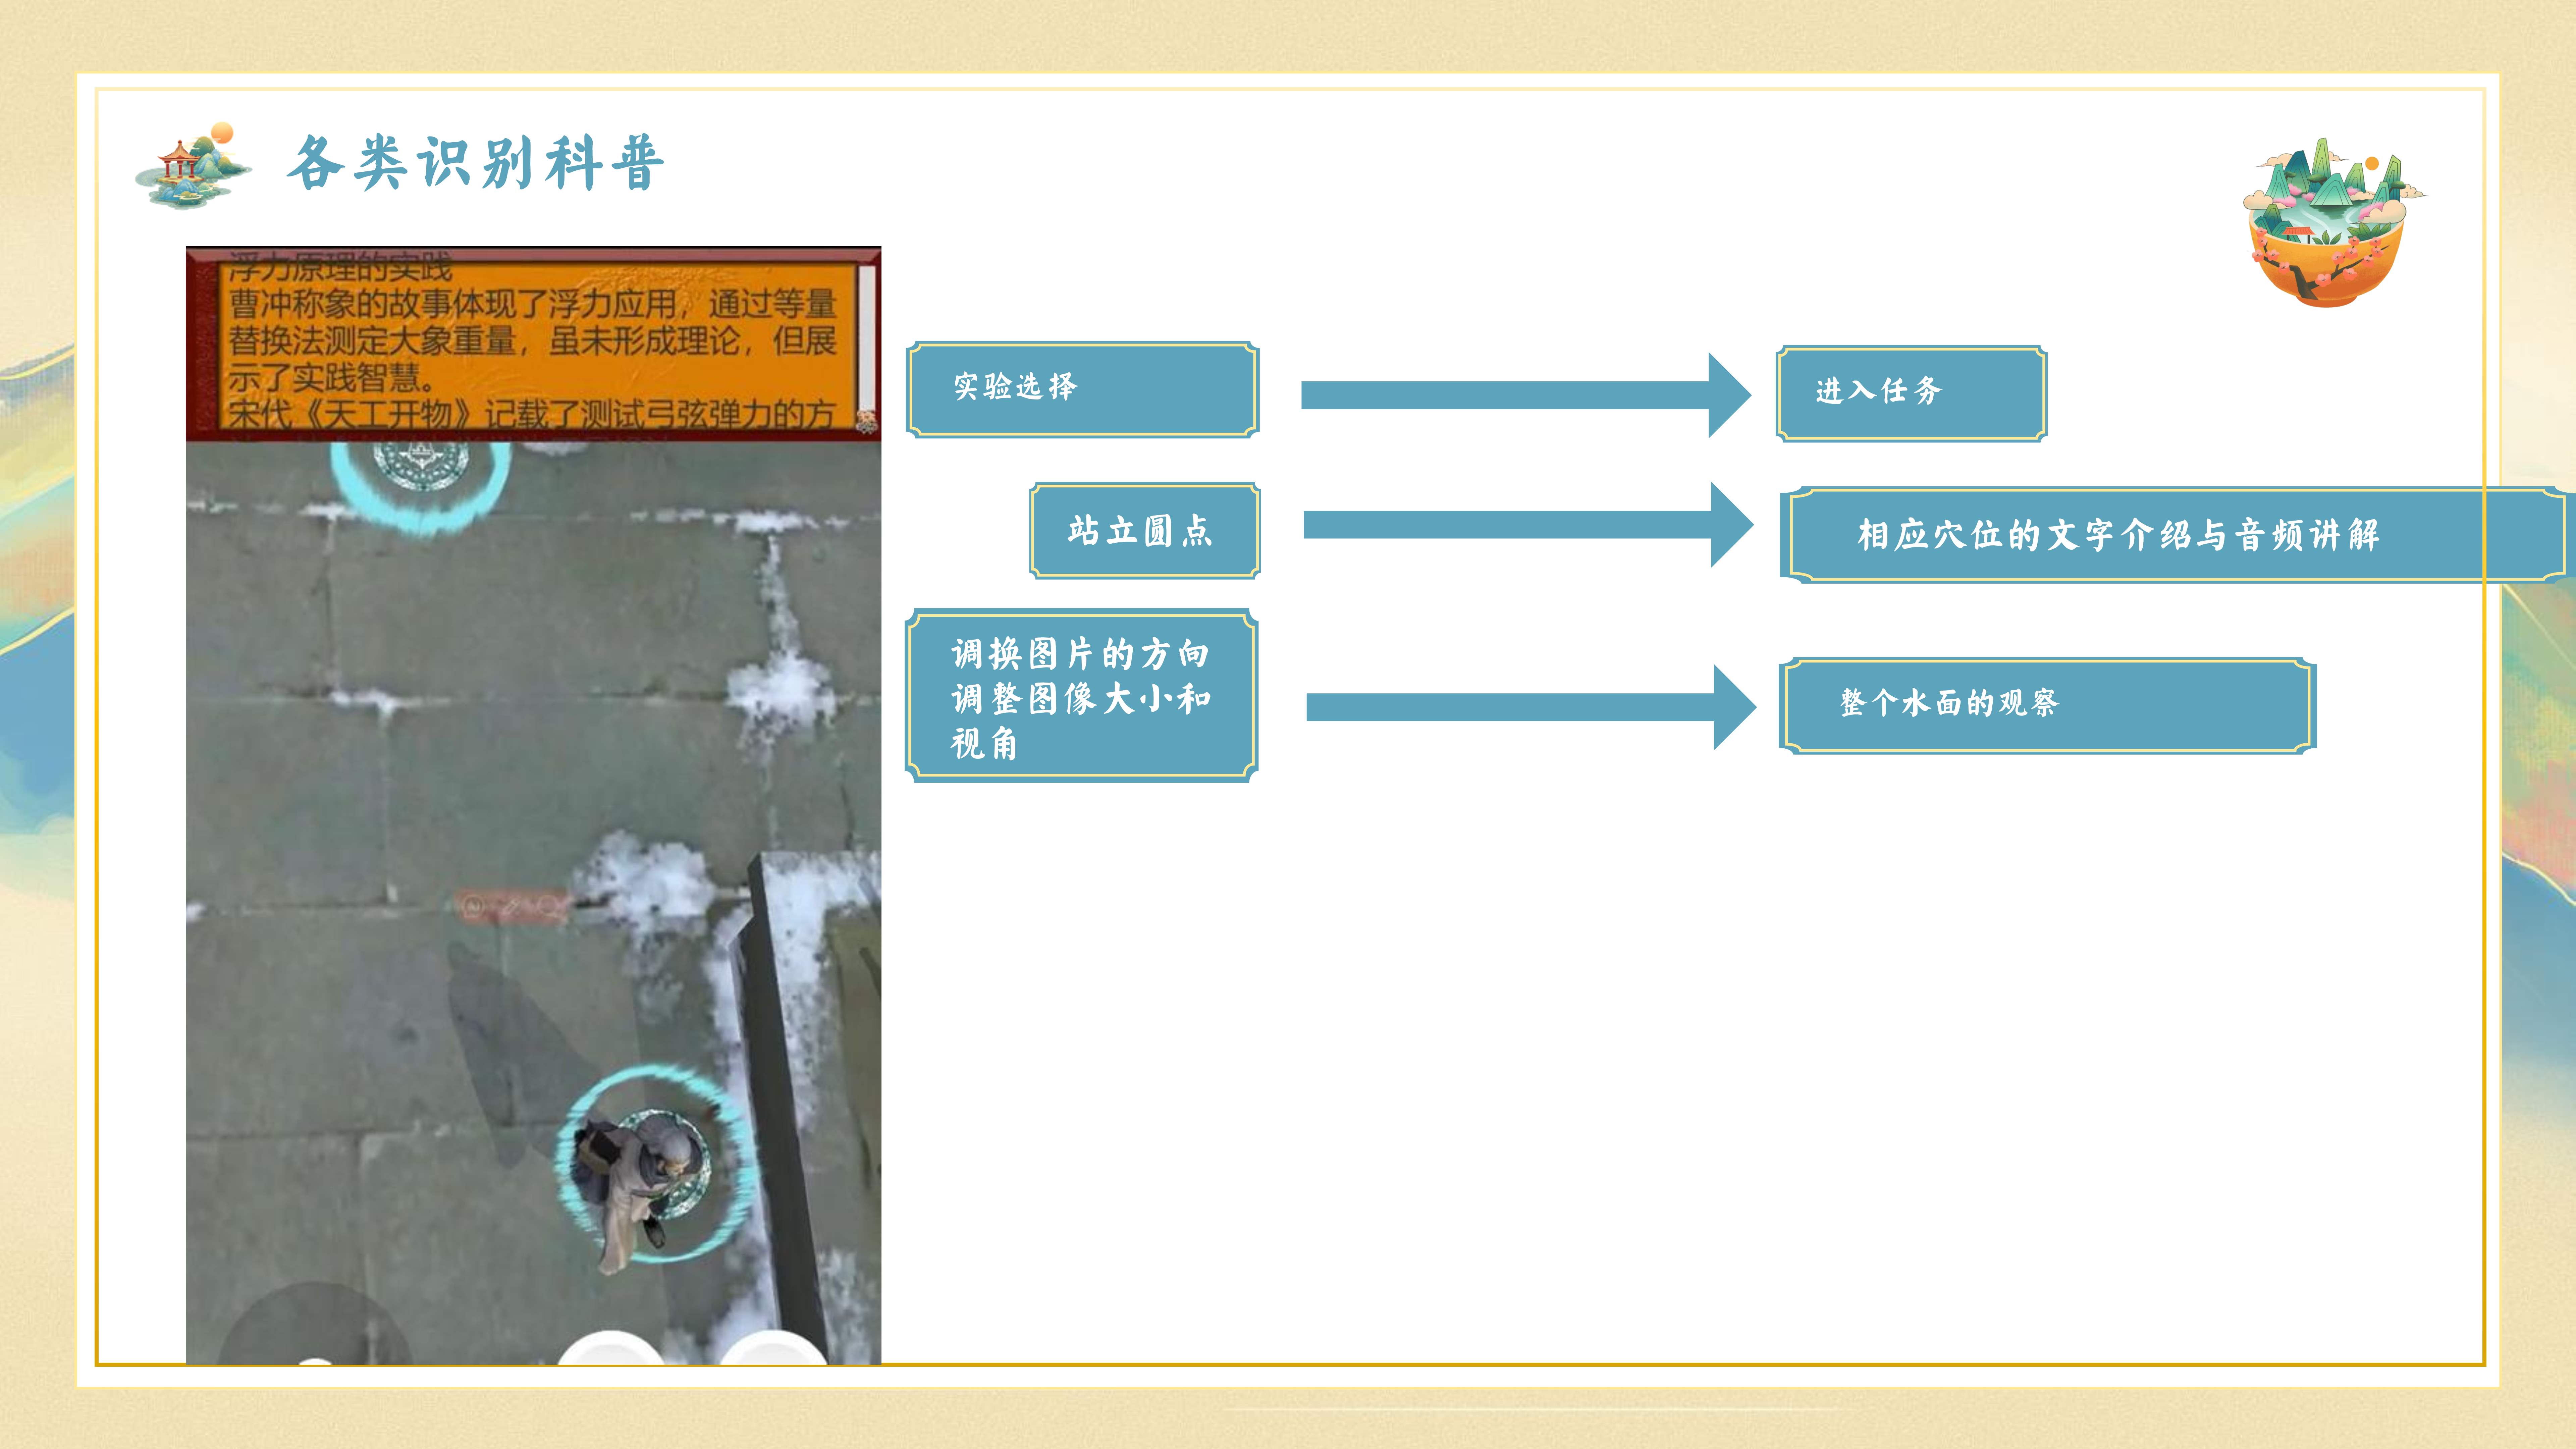 各类识别科普
浮力原理的实践
曹冲称象的故事体现了浮力应用，通过等量
替换法测定大象重量，虽未形成理论，但展
示了实践智慧。
宋代《天工开物》记载了测试弓弦弹力的方
实验选择
进入任务
站立圆点
相应穴位的文字介绍与音频讲解
调换图片的方向
调整图像大小和
视角
整个水面的观察